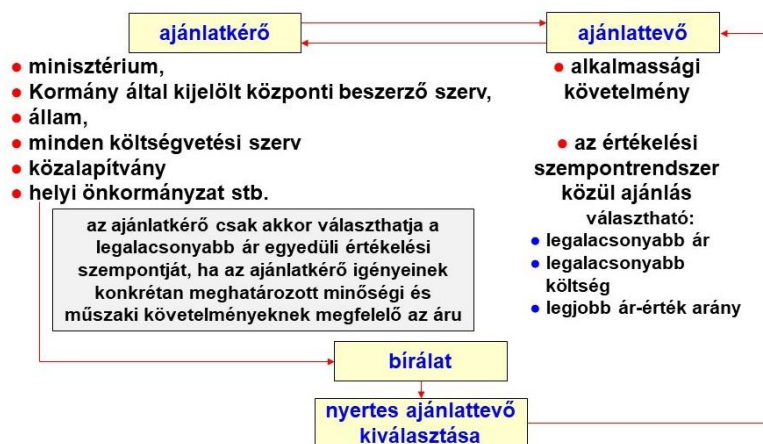 ajánlatkérő
• minisztérium,
• Kormány által kijelölt központi beszerző szerv,
• állam,
• minden költségvetési szerv
• közalapítvány
• helyi önkormányzat stb.
az ajánlatkérő csak akkor választhatja a
legalacsonyabb ár egyedüli értékelési
szempontját, ha az ajánlatkérő igényeinek
konkrétan meghatározott minőségi és
műszaki követelményeknek megfelelő az áru
ajánlattevő
• alkalmassági
követelmény
• az értékelési
szempontrendszer
közül ajánlás
választható:
• legalacsonyabb ár
• legalacsonyabb
költség
• legjobb ár-érték arány
bírálat
nyertes ajánlattevő
kiválasztása